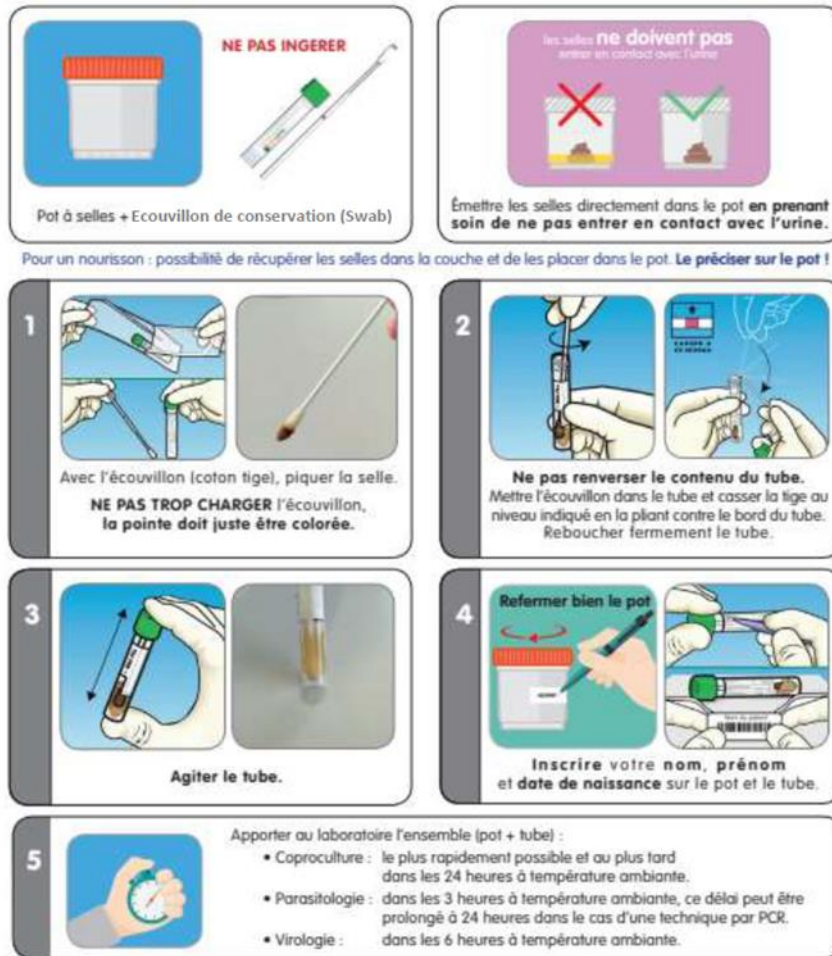 NE PAS INGERER
Pot à selles + Ecouvillon de conservation (Swab)
les selles ne doivent pas
entrer en contact avec l'urine
Émettre les selles directement dans le pot en prenant
soin de ne pas entrer en contact avec l'urine.
Pour un nourisson : possibilité de récupérer les selles dans la couche et de les placer dans le pot. Le préciser sur le pot !
1
Avec l'écouvillon (coton tige), piquer la selle.
NE PAS TROP CHARGER l'écouvillon,
la pointe doit juste être colorée.
2
Ne pas renverser le contenu du tube.
Mettre l'écouvillon dans le tube et casser la tige au
niveau indiqué en la pliant contre le bord du tube.
Reboucher fermement le tube.
3
Agiter le tube.
4
Refermer bien le pot
Nom du patient
Inscrire votre nom, prénom
et date de naissance sur le pot et le tube.
5
Apporter au laboratoire l'ensemble (pot + tube) :
• Coproculture : le plus rapidement possible et au plus tard
dans les 24 heures à température ambiante.
• Parasitologie : dans les 3 heures à température ambiante, ce délai peut être
prolongé à 24 heures dans le cas d'une technique par PCR.
• Virologie : dans les 6 heures à température ambiante.